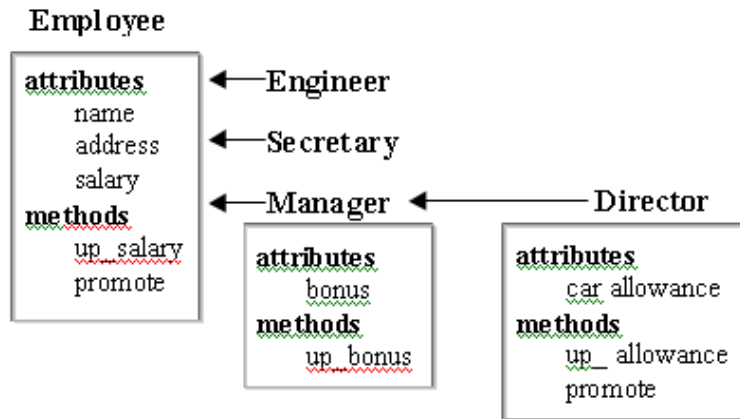 Employee
attributes
name
address
salary
methods
up_salary
promote
Engineer
Secretary
Manager
attributes
bonus
methods
up_bonus
Director
attributes
car allowance
methods
up_ allowance
promote